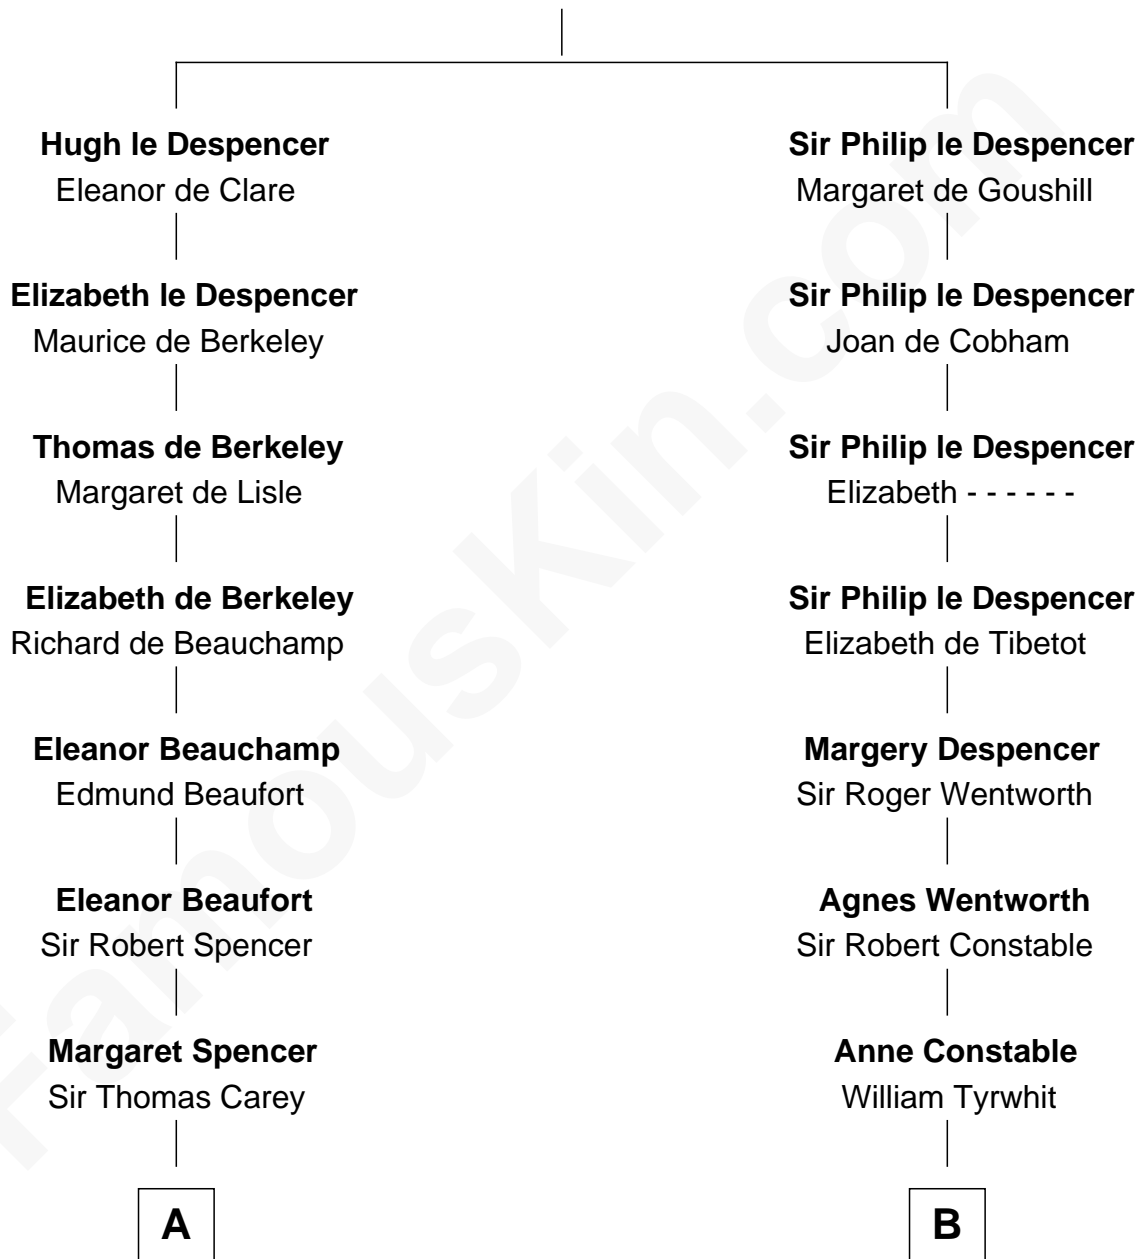 Hugh le Despencer
Eleanor de Clare
Elizabeth le Despencer
Maurice de Berkeley
Thomas de Berkeley
Margaret de Lisle
Elizabeth de Berkeley
Richard de Beauchamp
Eleanor Beauchamp
Edmund Beaufort
Eleanor Beaufort
Sir Robert Spencer
Margaret Spencer
Sir Thomas Carey
A
Sir Philip le Despencer
Margaret de Goushill
Sir Philip le Despencer
Joan de Cobham
Sir Philip le Despencer
Elizabeth - - - - - -
Sir Philip le Despencer
Elizabeth de Tibetot
Margery Despencer
Sir Roger Wentworth
Agnes Wentworth
Sir Robert Constable
Anne Constable
William Tyrwhit
B
FamousKin.com